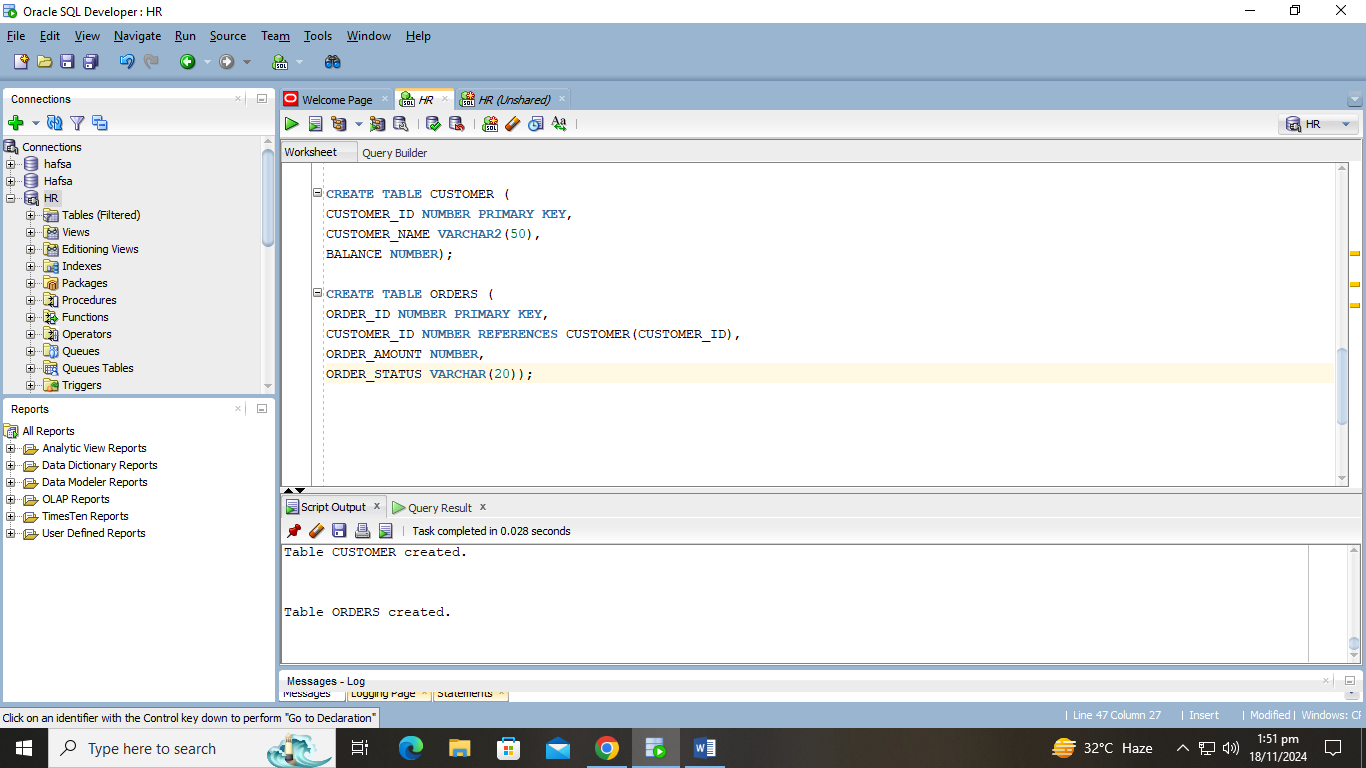 Oracle SQL Developer : HR
File Edit View Navigate Run Source Team Tools Window Help
Connections
Connections
hafsa
Hafsa
HR
Tables (Filtered)
Views
Editioning Views
Indexes
Packages
Procedures
Functions
Operators
Queues
Queues Tables
Triggers
Reports
All Reports
Analytic View Reports
Data Dictionary Reports
Data Modeler Reports
OLAP Reports
TimesTen Reports
User Defined Reports
Welcome Page HR HR (Unshared)
HR
Worksheet Query Builder
CREATE TABLE CUSTOMER (
CUSTOMER_ID NUMBER PRIMARY KEY,
CUSTOMER_NAME VARCHAR2(50),
BALANCE NUMBER);
CREATE TABLE ORDERS (
ORDER_ID NUMBER PRIMARY KEY,
CUSTOMER_ID NUMBER REFERENCES CUSTOMER(CUSTOMER_ID),
ORDER_AMOUNT NUMBER,
ORDER_STATUS VARCHAR(20));
Script Output x Query Result x
Task completed in 0.028 seconds
Table CUSTOMER created.
Table ORDERS created.
Messages - Log
Messages Logging Page Statements
Click on an identifier with the Control key down to perform "Go to Declaration"
Line 47 Column 27 Insert Modified Windows: CF
Type here to search
32°C Haze
1:51 pm
18/11/2024